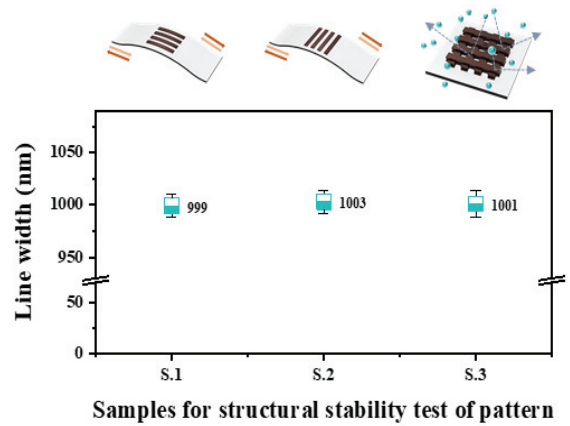 Line width (nm)
1050
1000
950
50
0
999
1003
1001
S.1
S.2
S.3
Samples for structural stability test of pattern